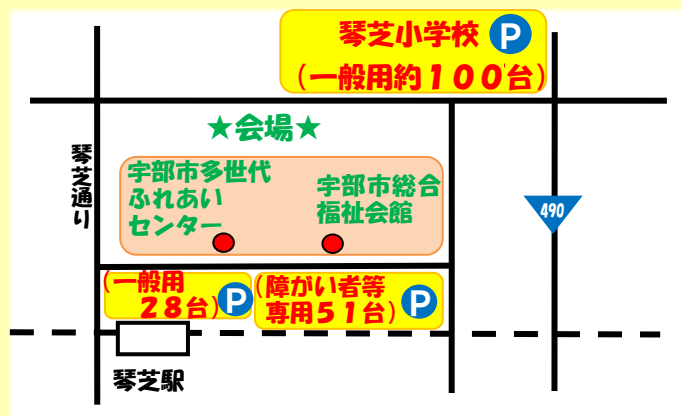 琴芝小学校 P
（一般用約１００台）
★会場★
琴芝通り
宇部市多世代
ふれあい
センター
宇部市総合
福祉会館
490
（一般用
２８台）P
（障がい者等
専用５１台）P
琴芝駅